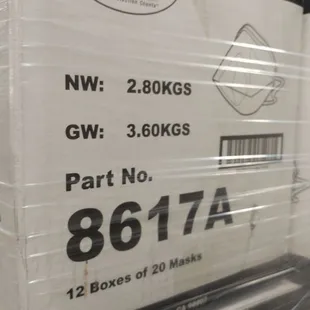 NW: 2.80KGS
GW: 3.60KGS
Part No.
8617A
12 Boxes of 20 Masks